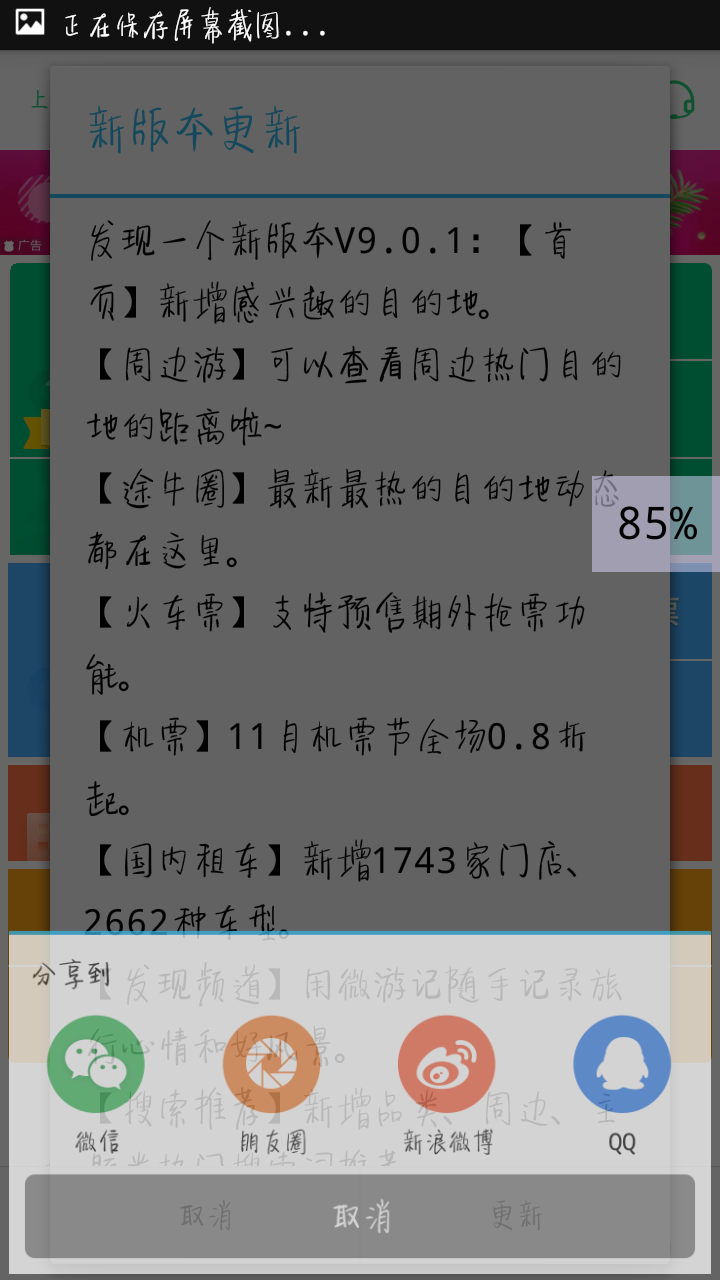 正在保存屏幕截图...
上
新版本更新
广告
发现一个新版本V9.0.1：【首
页】新增感兴趣的目的地。
【周边游】可以查看周边热门目的
地的距离啦~
【途牛圈】最新最热的目的地动态
85%
都在这里。
【火车票】支持预售期外抢票功
能。
票
【机票】11月机票节全场0.8折
起。
【国内租车】新增1743家门店、
2662种车型。
分享到
【发现频道】用微游记随手记录旅
行心情和好风景。
【搜索推荐】新增品类、周边、主
题类热门搜索词推荐
微信 朋友圈 新浪微博 QQ
取消 取消 更新